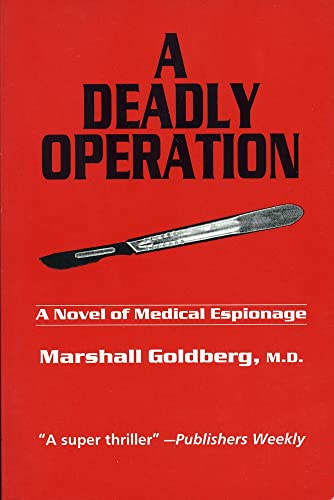 A
DEADLY
OPERATION
A Novel of Medical Espionage
Marshall Goldberg, M.D.
“A super thriller” —Publishers Weekly